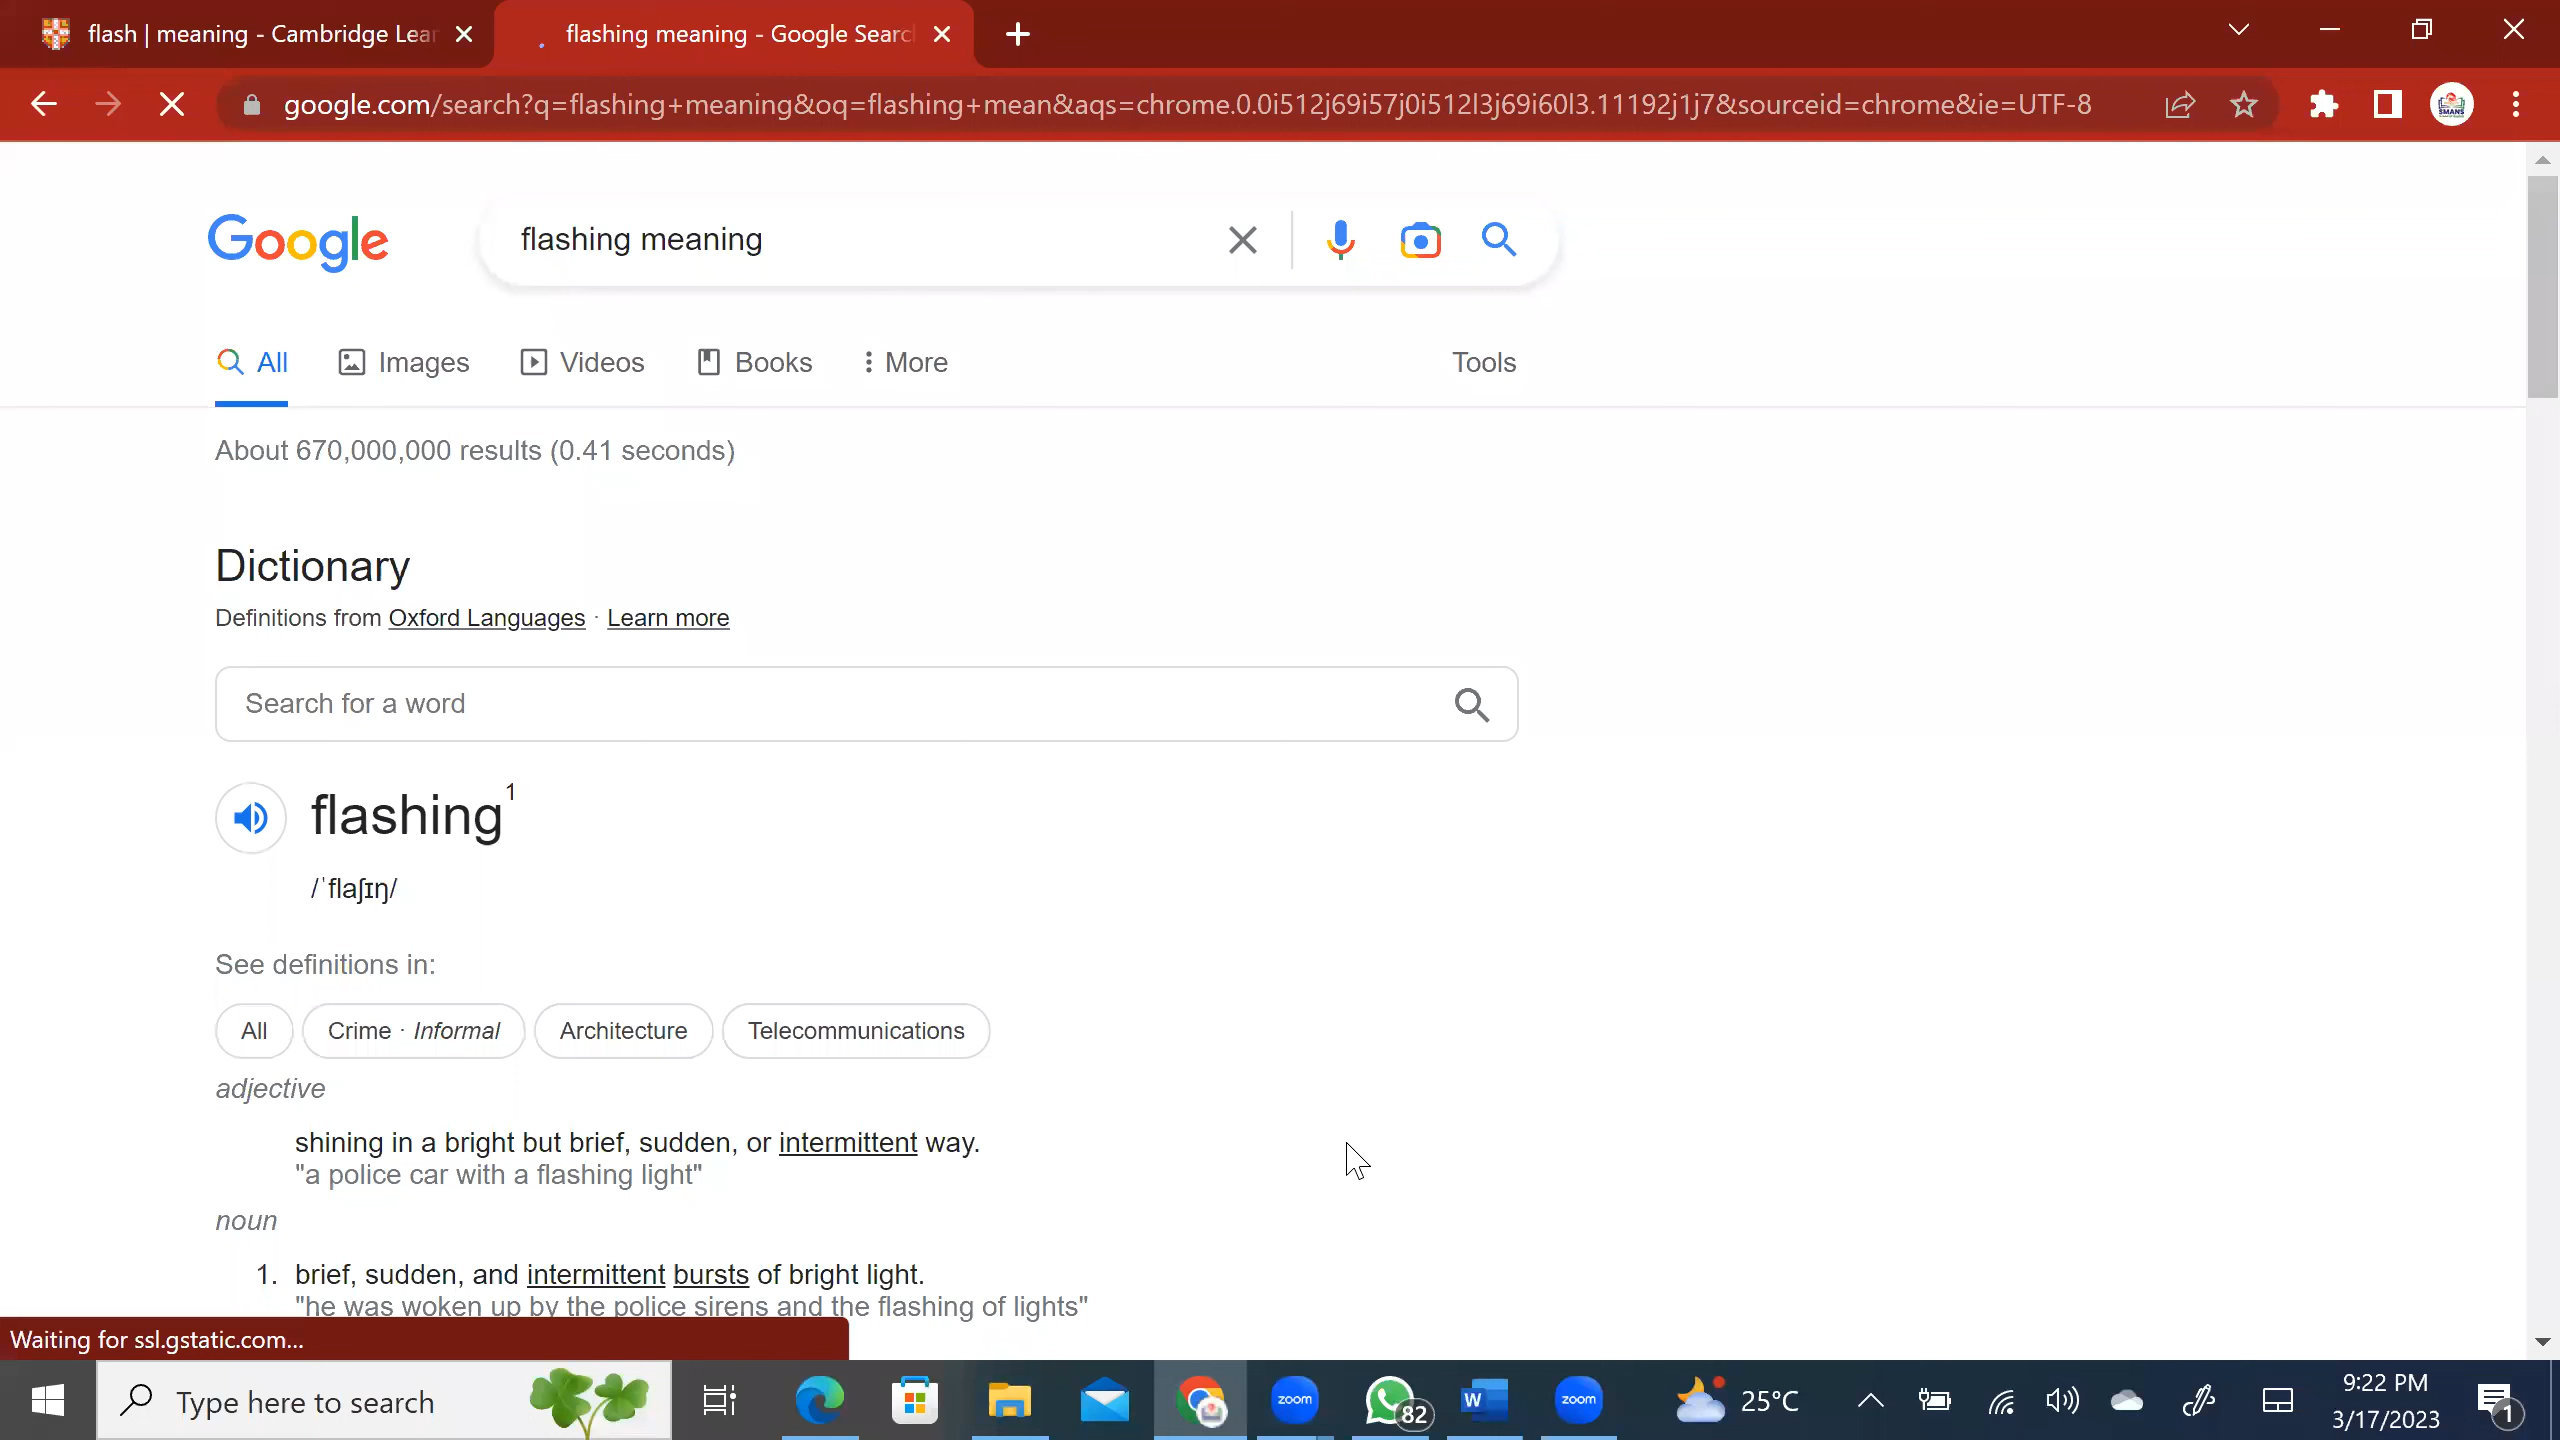 flash | meaning - Cambridge Lear
flashing meaning - Google Search
google.com/search?q=flashing+meaning&oq=flashing+mean&aqs=chrome.0.0i512j69i57j0i512l3j69i60l3.11192j1j7&sourceid=chrome&ie=UTF-8
Google
flashing meaning
All Images Videos Books More Tools
About 670,000,000 results (0.41 seconds)
Dictionary
Definitions from Oxford Languages · Learn more
Search for a word
flashing1
/ˈflaʃɪŋ/
See definitions in:
All Crime · Informal Architecture Telecommunications
adjective
shining in a bright but brief, sudden, or intermittent way.
"a police car with a flashing light"
noun
1. brief, sudden, and intermittent bursts of bright light.
"he was woken up by the police sirens and the flashing of lights"
Waiting for ssl.gstatic.com...
Type here to search
zoom
82
W
zoom
25°C
9:22 PM
3/17/2023
1